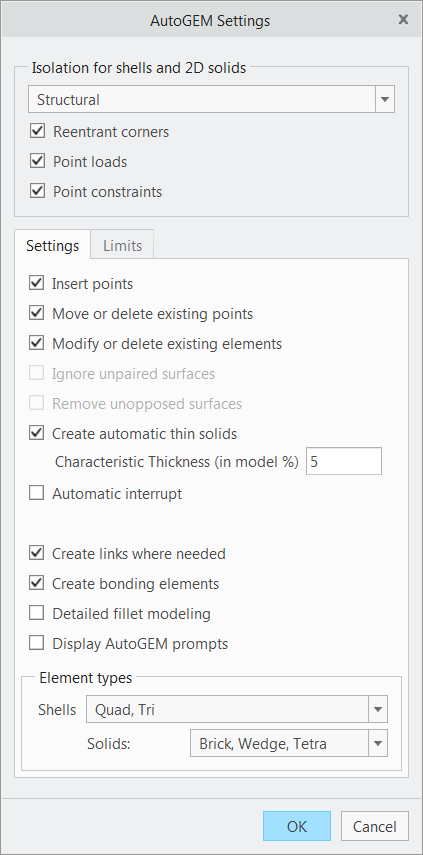 AutoGEM Settings
Isolation for shells and 2D solids
Structural
Reentrant corners
Point loads
Point constraints
Settings Limits
Insert points
Move or delete existing points
Modify or delete existing elements
Ignore unpaired surfaces
Remove unopposed surfaces
Create automatic thin solids
Characteristic Thickness (in model %) 5
Automatic interrupt
Create links where needed
Create bonding elements
Detailed fillet modeling
Display AutoGEM prompts
Element types
Shells Quad, Tri
Solids: Brick, Wedge, Tetra
OK Cancel